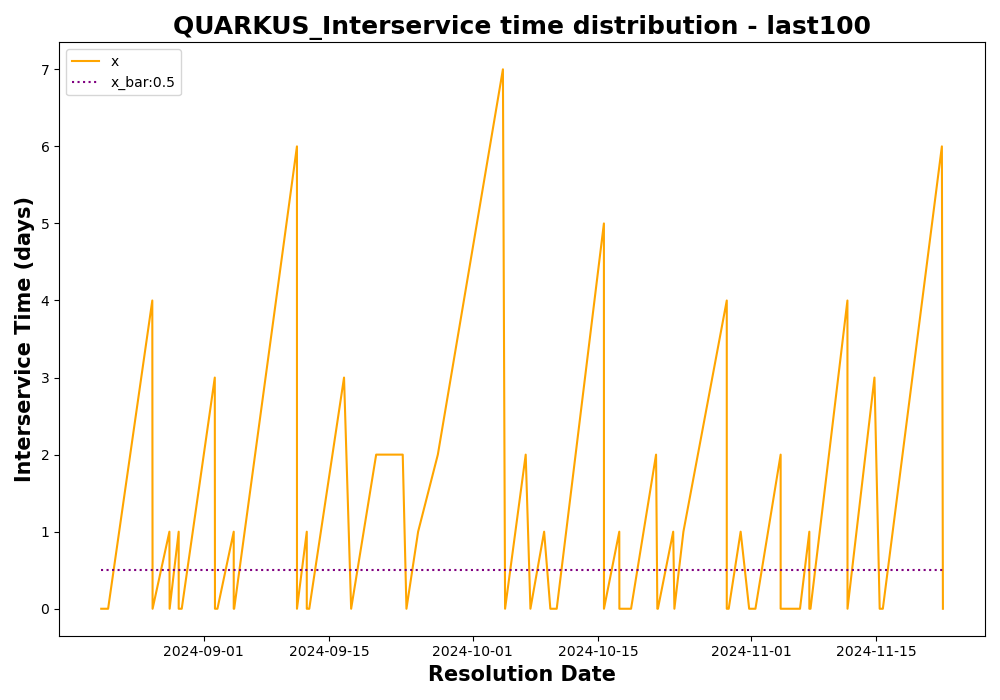 QUARKUS_Interservice time distribution - last100
x
x_bar:0.5
7
6
5
4
3
2
1
0
Interservice Time (days)
2024-09-01 2024-09-15 2024-10-01 2024-10-15 2024-11-01 2024-11-15
Resolution Date